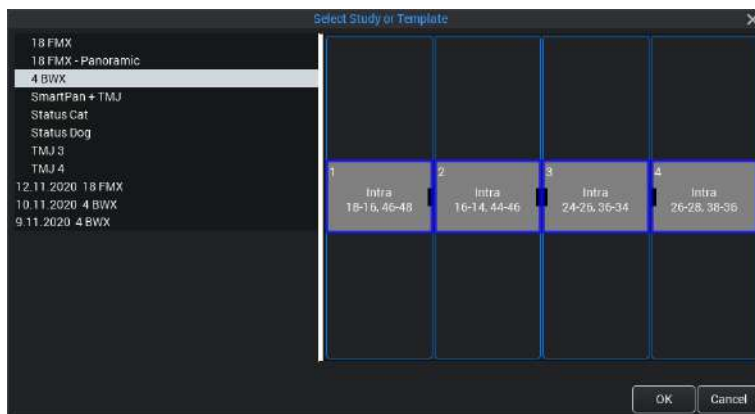 Select Study or Template
18 FMX
18 FMX - Panoramic
4 BWX
SmartPan + TMJ
Status Cat
Status Dog
TMJ 3
TMJ 4
12.11.2020 18 FMX
10.11.2020 4 BWX
9.11.2020 4 BWX
1
Intra
18-16, 46-48
2
Intra
16-14, 44-46
3
Intra
24-26, 36-34
4
Intra
26-28, 38-36
OK
Cancel